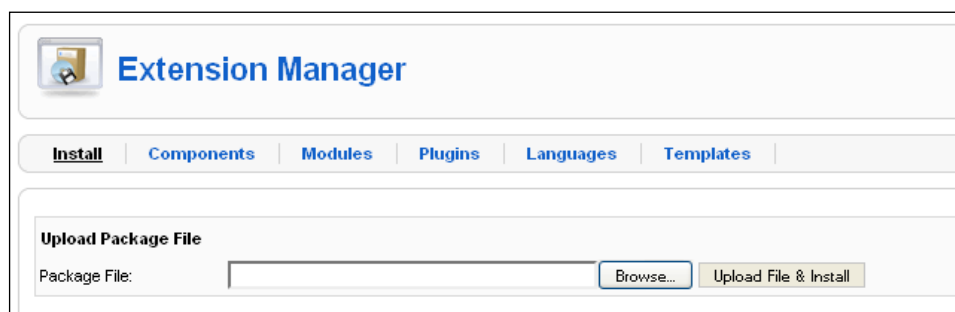 Extension Manager
Install Components Modules Plugins Languages Templates
Upload Package File
Package File: Browse... Upload File & Install